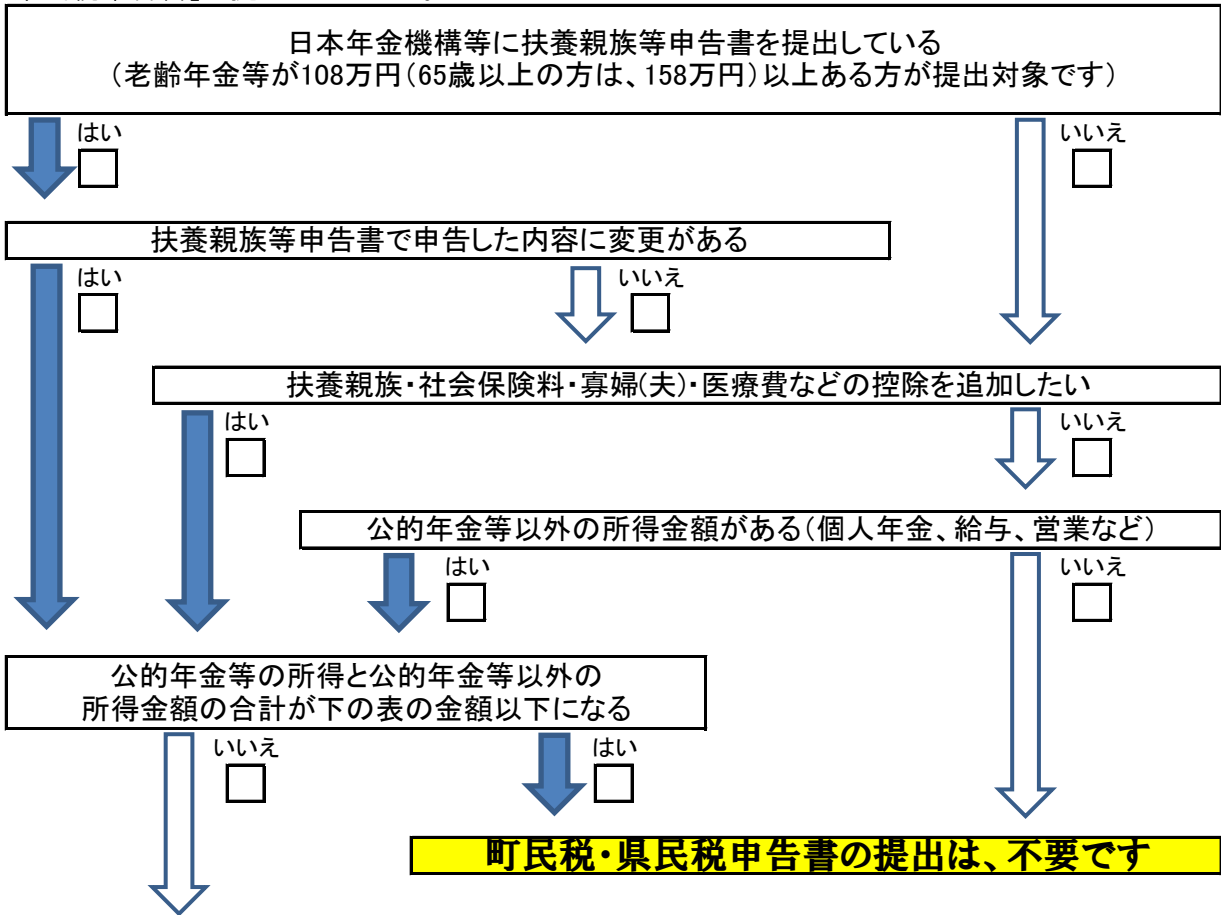 日本年金機構等に扶養親族等申告書を提出している
（老齢年金等が108万円（65歳以上の方は、158万円）以上ある方が提出対象です）
はい
いいえ
扶養親族等申告書で申告した内容に変更がある
はい
いいえ
扶養親族・社会保険料・寡婦(夫)・医療費などの控除を追加したい
はい
いいえ
公的年金等以外の所得金額がある（個人年金、給与、営業など）
はい
いいえ
公的年金等の所得と公的年金等以外の
所得金額の合計が下の表の金額以下になる
いいえ
はい
町民税・県民税申告書の提出は、不要です